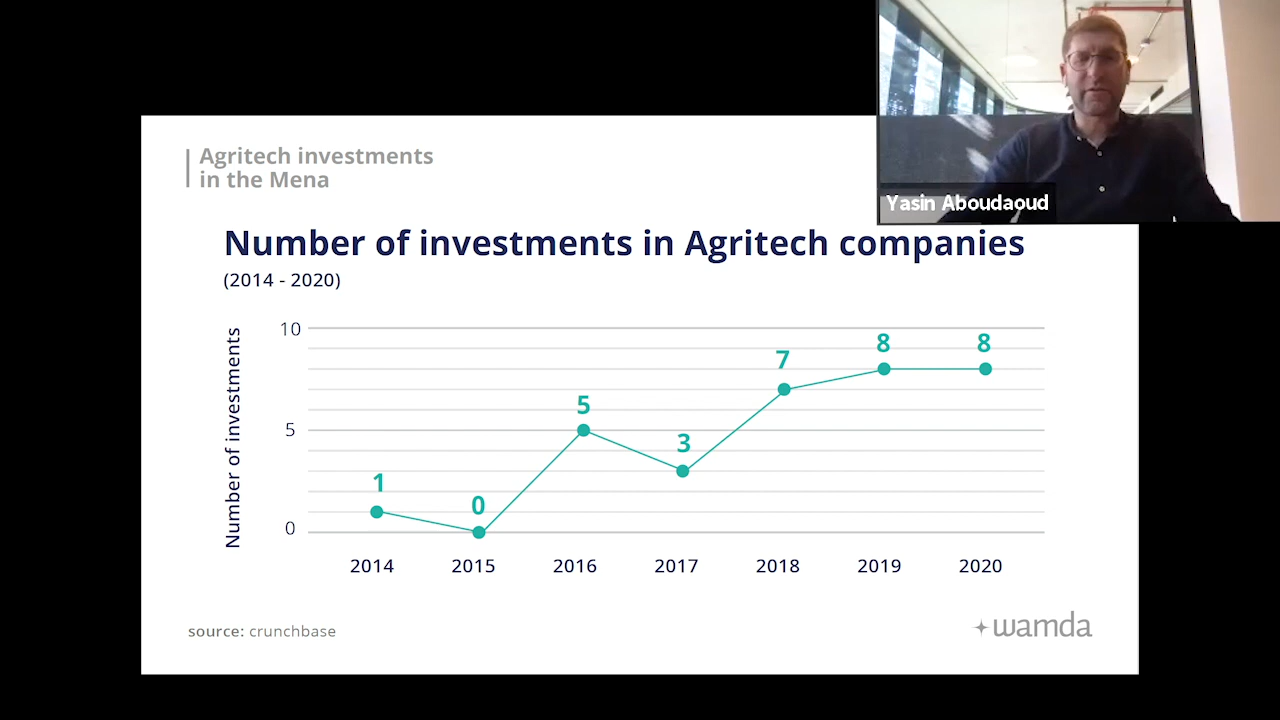 Agritech investments
in the Mena
Yasin Aboudaoud
Number of investments in Agritech companies
(2014 - 2020)
Number of investments
10
5
0
1
0
5
3
7
8
8
2014 2015 2016 2017 2018 2019 2020
source: crunchbase
wamda